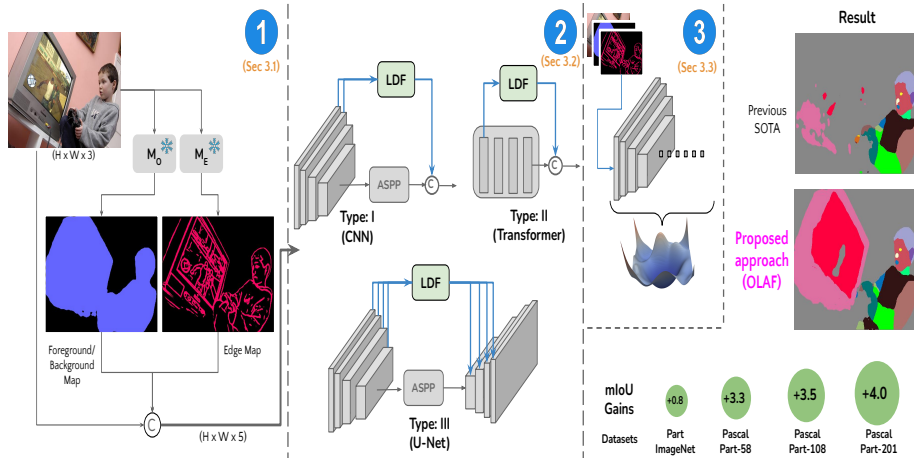 1
(Sec 3.1)
(H x W x 3)
M_O
M_E
Foreground/
Background
Map
Edge Map
C
(H x W x 5)
2
(Sec 3.2)
LDF
ASPP
C
Type: I
(CNN)
LDF
C
Type: II
(Transformer)
LDF
ASPP
Type: III
(U-Net)
3
(Sec 3.3)
Result
Previous
SOTA
Proposed
approach
(OLAF)
mIoU
Gains
+0.8
+3.3
+3.5
+4.0
Datasets
Part
ImageNet
Pascal
Part-58
Pascal
Part-108
Pascal
Part-201